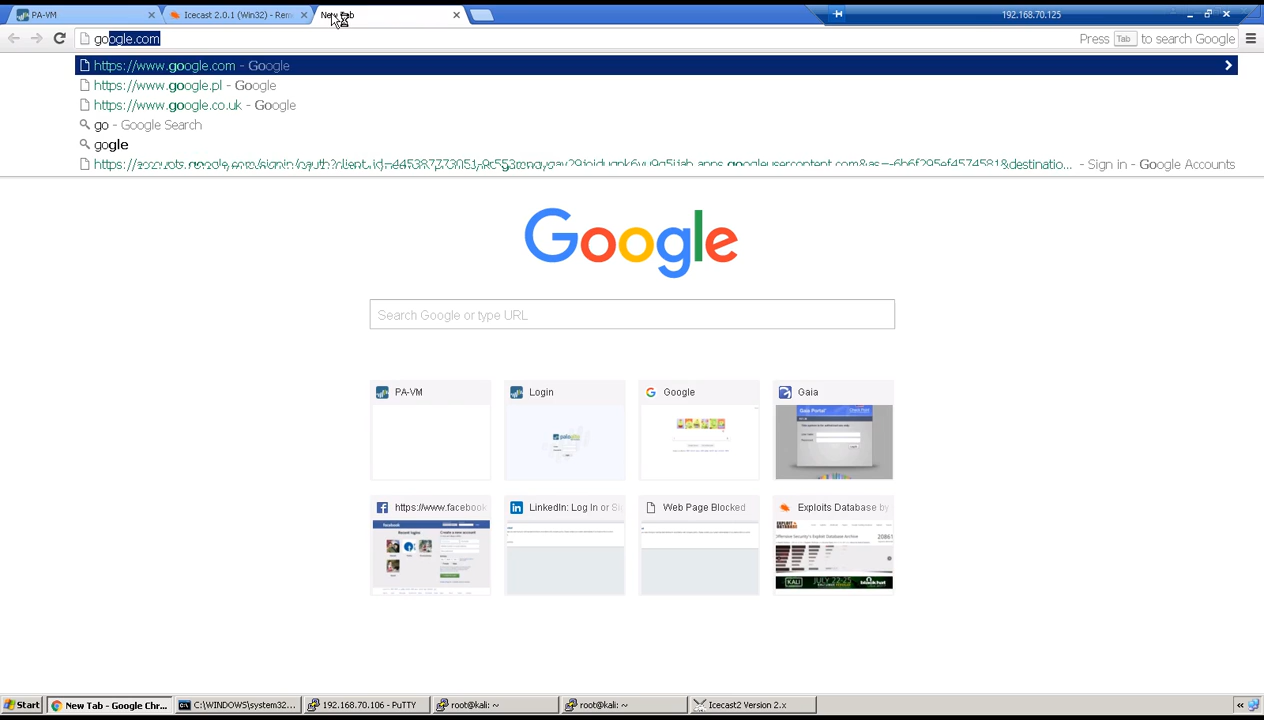 PA-VM
Icecast 2.0.1 (Win32) - Rem
New Tab
192.168.70.125
google.com
Press Tab to search Google
https://www.google.com - Google
https://www.google.pl - Google
https://www.google.co.uk - Google
go - Google Search
gogle
- Sign in - Google Accounts
Google
Search Google or type URL
PA-VM
Login
Google
Gaia
https://www.facebook
LinkedIn: Log In or Si
Web Page Blocked
Exploits Database by
Start
New Tab - Google Chr...
C:\WINDOWS\system32...
192.168.70.106 - PuTTY
root@kali: ~
root@kali: ~
Icecast2 Version 2.x